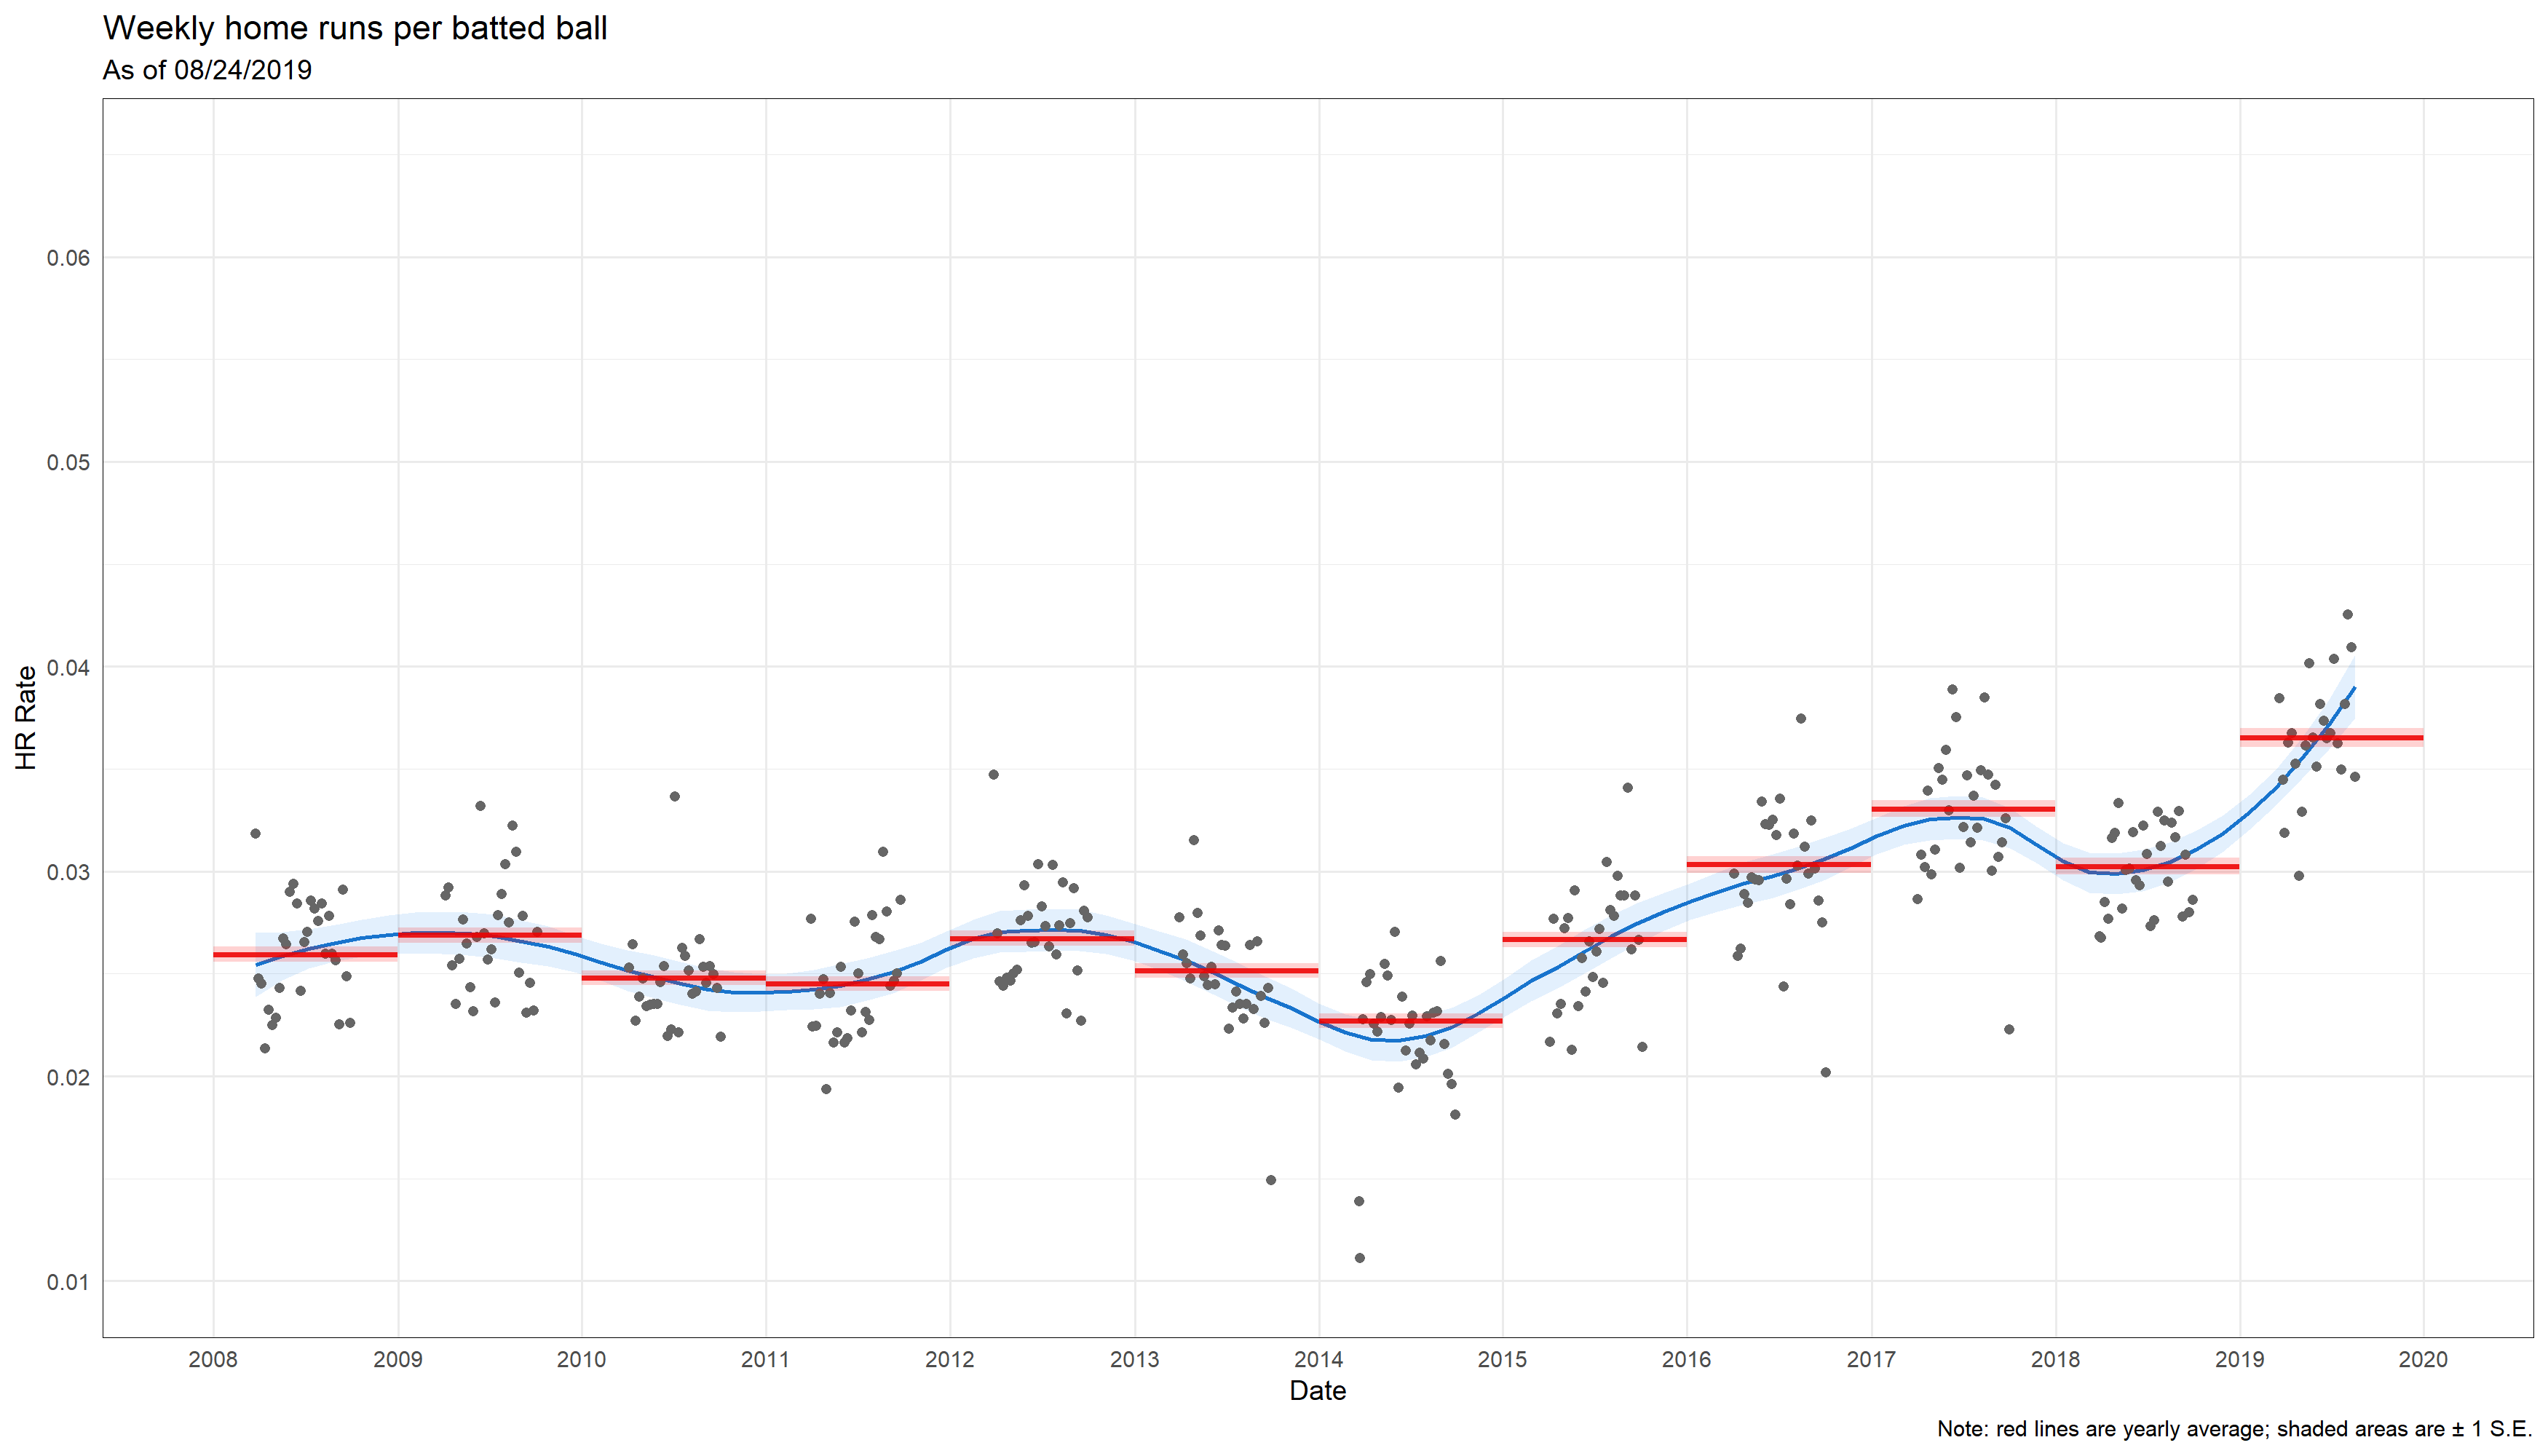 Weekly home runs per batted ball
As of 08/24/2019
HR Rate
0.06
0.05
0.04
0.03
0.02
0.01
2008 2009 2010 2011 2012 2013 2014 2015 2016 2017 2018 2019 2020
Date
Note: red lines are yearly average; shaded areas are ± 1 S.E.